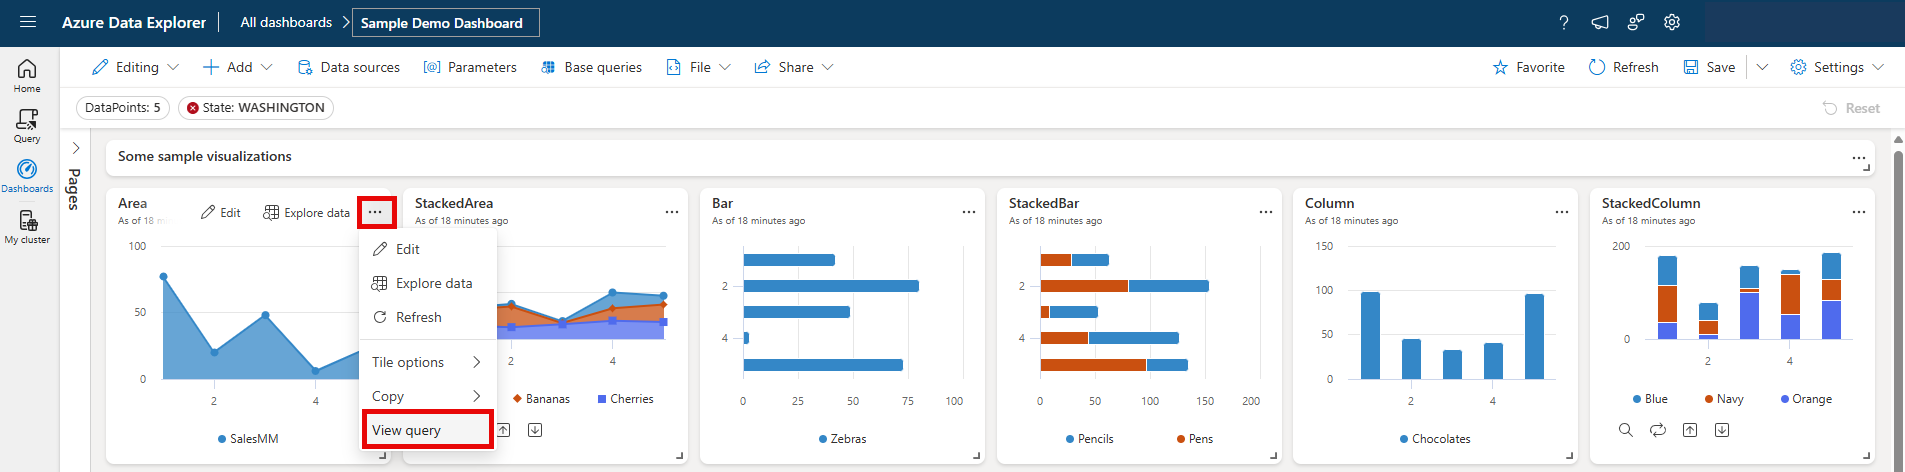 Azure Data Explorer All dashboards Sample Demo Dashboard ?
Editing Add Data sources Parameters Base queries File Share Favorite Refresh Save Settings
Home
DataPoints: 5 State: WASHINGTON Reset
Query
Dashboards
My cluster
Pages
Some sample visualizations
Area
As of 18 m
Edit Explore data
100
50
0
2 4
SalesMM
Edit
Explore data
Refresh
Tile options
Copy
View query
StackedArea
As of 18 minutes ago
2 4
Bananas Cherries
Bar
As of 18 minutes ago
2
4
0 25 50 75 100
Zebras
StackedBar
As of 18 minutes ago
2
4
0 50 100 150 200
Pencils Pens
Column
As of 18 minutes ago
150
100
50
0
2 4
Chocolates
StackedColumn
As of 18 minutes ago
200
0
2 4
Blue Navy Orange